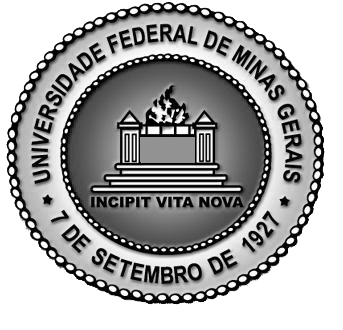 UNIVERSIDADE FEDERAL DE MINAS GERAIS
INCIPIT VITA NOVA
7 DE SETEMBRO DE 1927